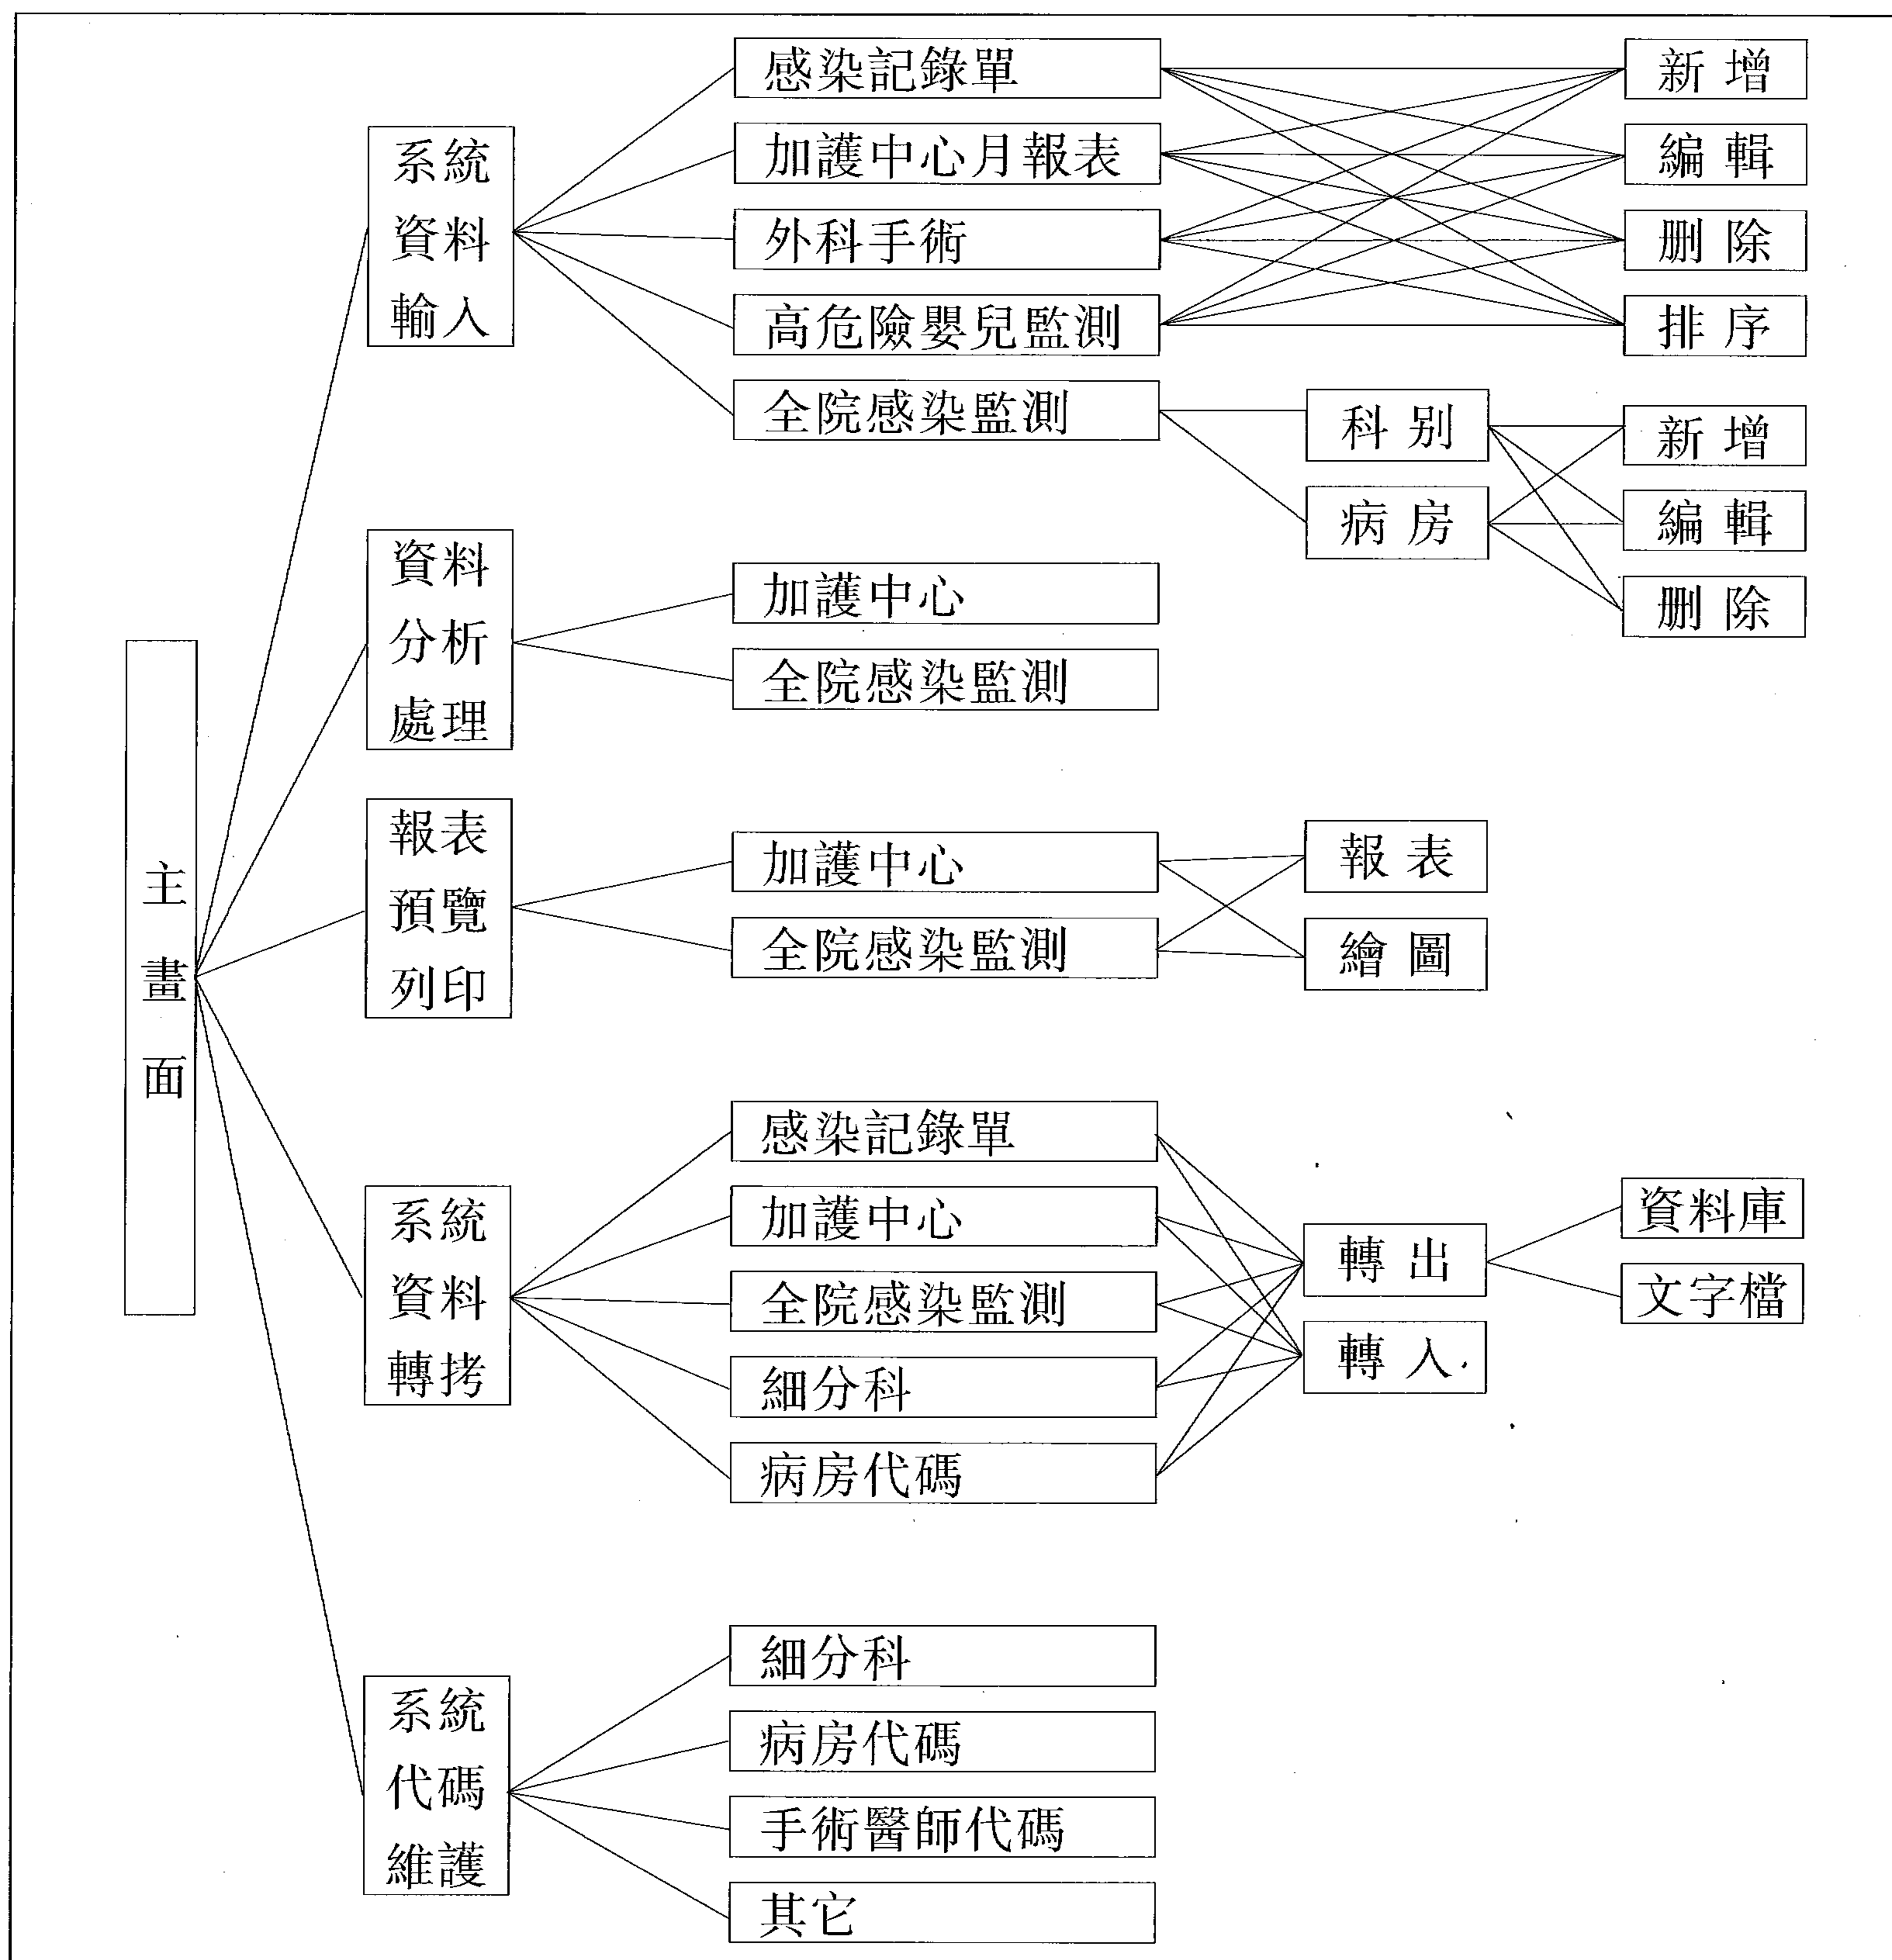 主
畫
面
系統
資料
輸入
感染記錄單
加護中心月報表
外科手術
高危險嬰兒監測
全院感染監測
新增
編輯
刪除
排序
科別
病房
新增
編輯
刪除
資料
分析
處理
加護中心
全院感染監測
報表
預覽
列印
加護中心
全院感染監測
報表
繪圖
系統
資料
轉拷
感染記錄單
加護中心
全院感染監測
細分科
病房代碼
轉出
轉入
資料庫
文字檔
系統
代碼
維護
細分科
病房代碼
手術醫師代碼
其它